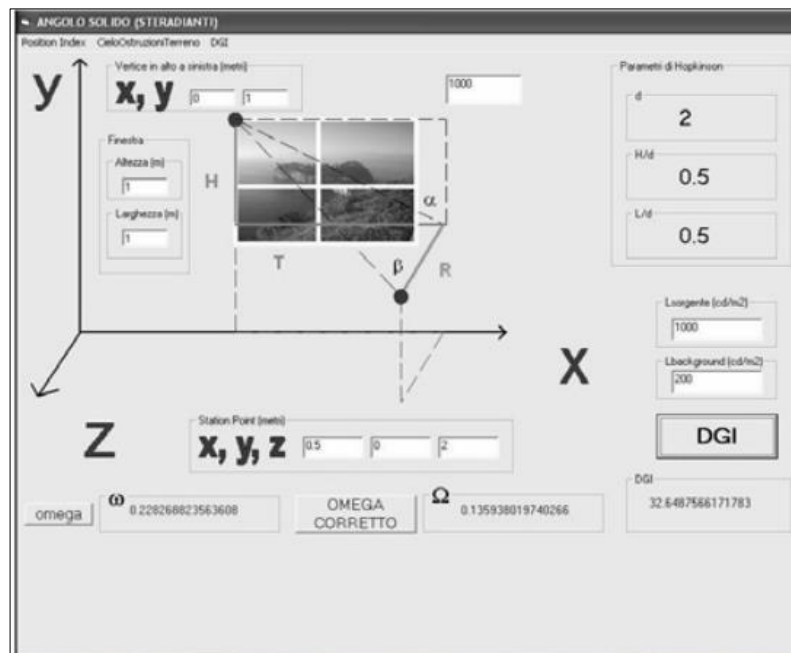 ANGOLO SOLIDO (STERADIANTI)
Position Index CieloOstruzioniTerreno DGI
y
Vertice in alto a sinistra (metri)
x, y 0 1
1000
Parametri di Hopkinson
d
2
H/d
0.5
L/d
0.5
Finestra
Altezza (m)
1
Larghezza (m)
1
H
α
T
β
R
X
Lsorgente (cd/m2)
1000
Lbackground (cd/m2)
200
DGI
Z
Station Point (metri)
x, y, z 0.5 0 2
omega
ω
0.228268823563608
OMEGA
CORRETTO
Ω
0.135938019740266
DGI
32.6487566171783